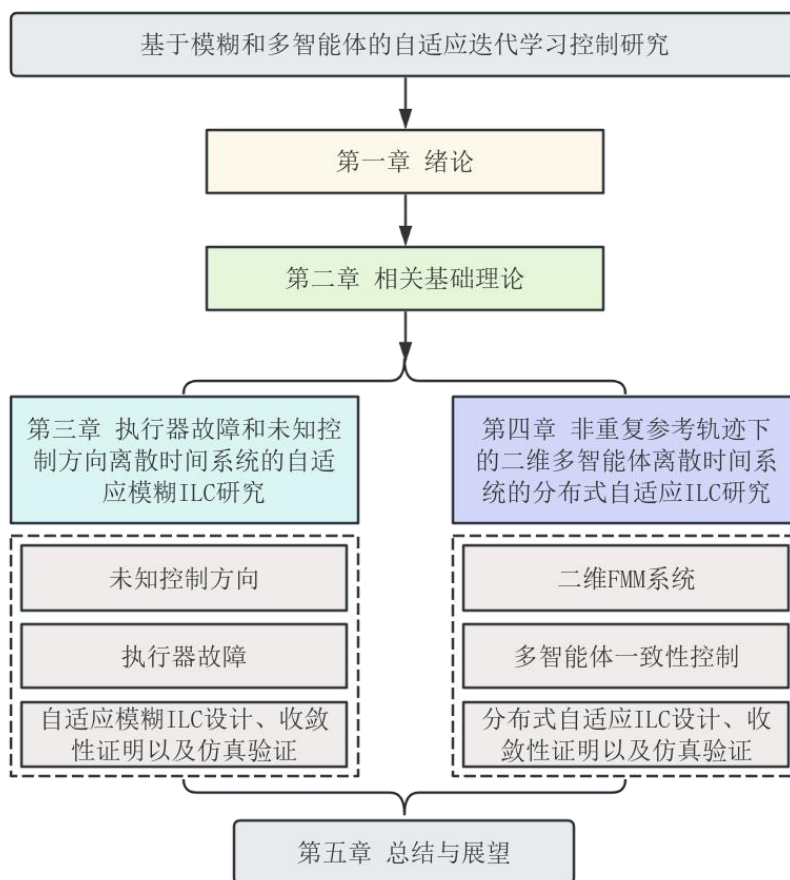 基于模糊和多智能体的自适应迭代学习控制研究
第一章 绪论
第二章 相关基础理论
第三章 执行器故障和未知控
制方向离散时间系统的自适
应模糊ILC研究
未知控制方向
执行器故障
自适应模糊ILC设计、收敛
性证明以及仿真验证
第四章 非重复参考轨迹下
的二维多智能体离散时间系
统的分布式自适应ILC研究
二维FMM系统
多智能体一致性控制
分布式自适应ILC设计、收
敛性证明以及仿真验证
第五章 总结与展望